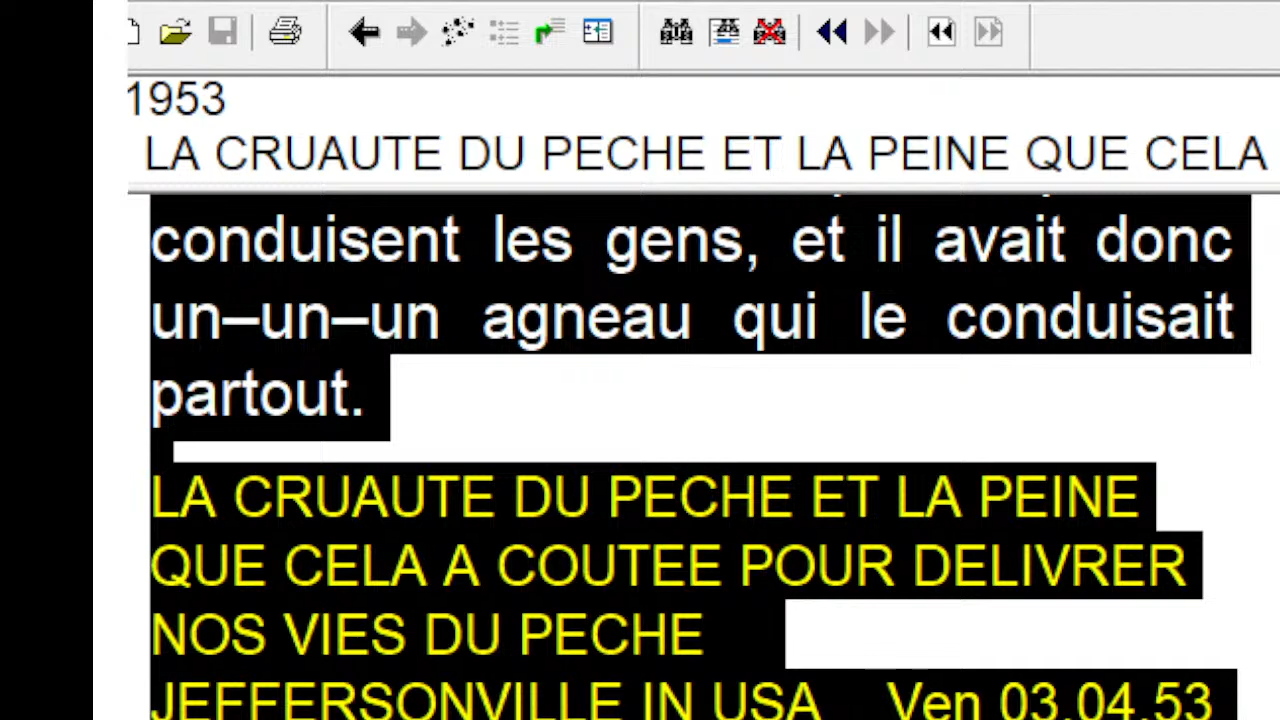 1953
LA CRUAUTE DU PECHE ET LA PEINE QUE CELA
conduisent les gens, et il avait donc
un–un–un agneau qui le conduisait
partout.
LA CRUAUTE DU PECHE ET LA PEINE
QUE CELA A COUTEE POUR DELIVRER
NOS VIES DU PECHE
JEFFERSONVILLE IN USA Ven 03.04.53